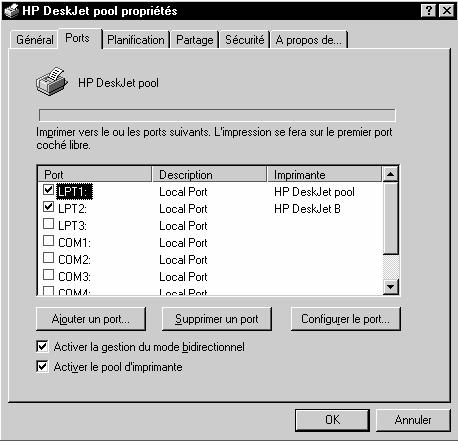 HP DeskJet pool propriétés
Général Ports Planification Partage Sécurité A propos de...
HP DeskJet pool
Imprimer vers le ou les ports suivants. L'impression se fera sur le premier port
coché libre.
Port Description Imprimante
LPT1: Local Port HP DeskJet pool
LPT2: Local Port HP DeskJet B
LPT3: Local Port
COM1: Local Port
COM2: Local Port
COM3: Local Port
COM4: Local Port
Ajouter un port... Supprimer un port Configurer le port...
Activer la gestion du mode bidirectionnel
Activer le pool d'imprimante
OK Annuler